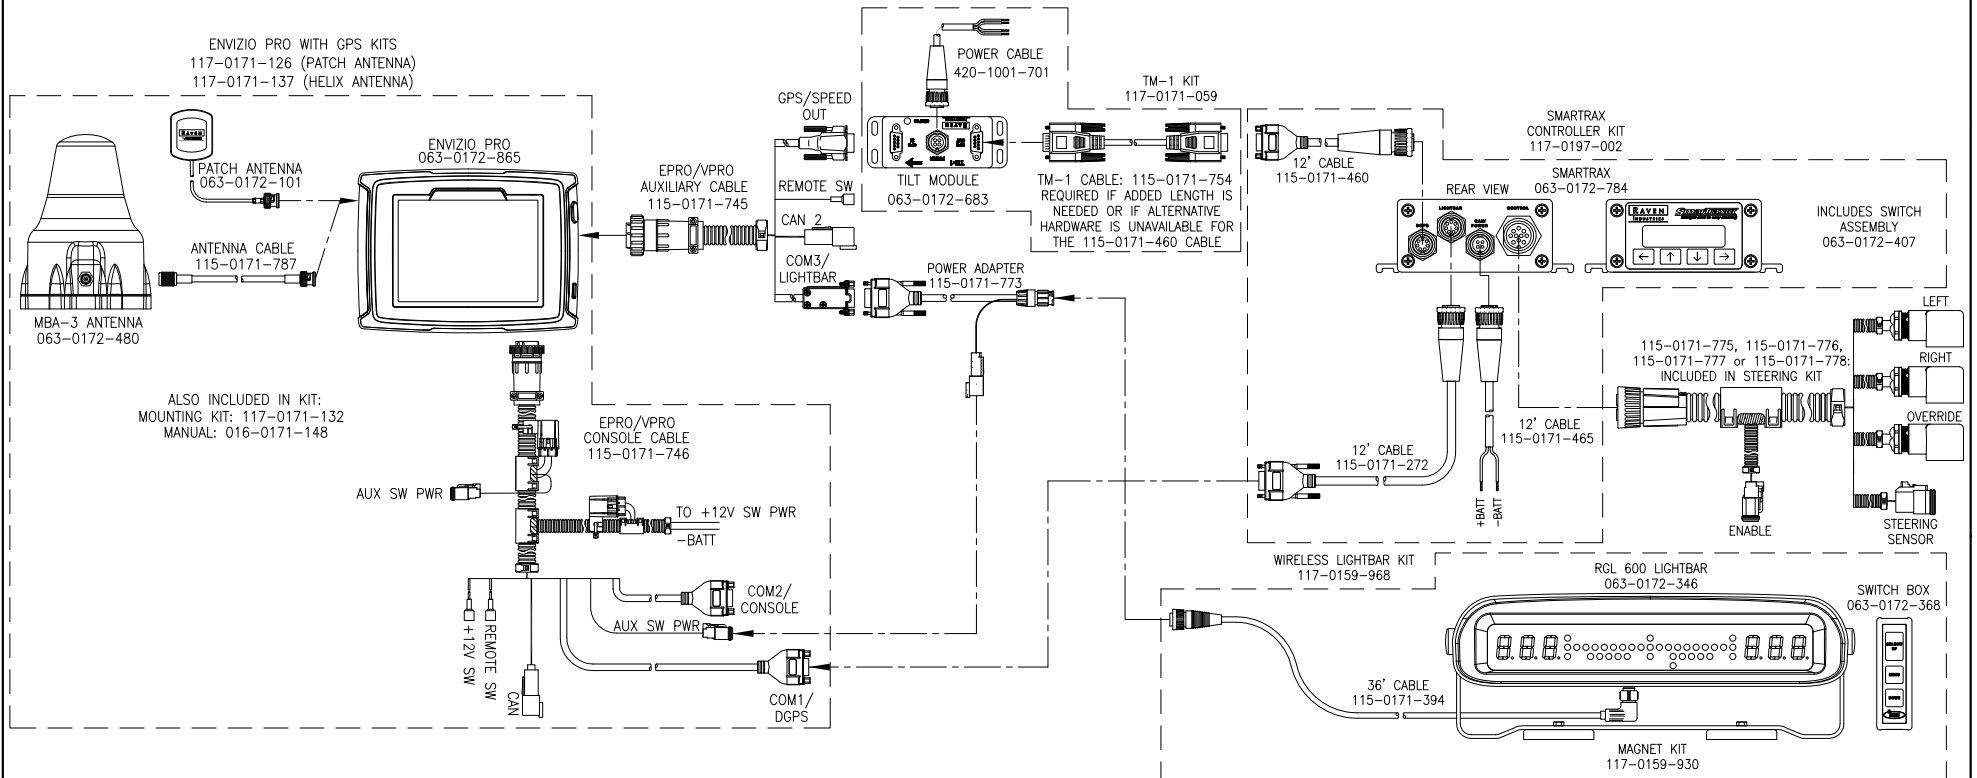 ENVIZIO PRO WITH GPS KITS
117-0171-126 (PATCH ANTENNA)
117-0171-137 (HELIX ANTENNA)
RAVEN
PATCH ANTENNA
063-0172-101
ENVIZIO PRO
063-0172-865
ANTENNA CABLE
115-0171-787
MBA-3 ANTENNA
063-0172-480
ALSO INCLUDED IN KIT:
MOUNTING KIT: 117-0171-132
MANUAL: 016-0171-148
EPRO/VPRO
AUXILIARY CABLE
115-0171-745
GPS/SPEED
OUT
REMOTE SW
CAN 2
COM3/
LIGHTBAR
POWER CABLE
420-1001-701
TILT MODULE
063-0172-683
TM-1 KIT
117-0171-059
TM-1 CABLE: 115-0171-754
REQUIRED IF ADDED LENGTH IS
NEEDED OR IF ALTERNATIVE
HARDWARE IS UNAVAILABLE FOR
THE 115-0171-460 CABLE
POWER ADAPTER
115-0171-773
12' CABLE
115-0171-460
SMARTRAX
CONTROLLER KIT
117-0197-002
SMARTRAX
063-0172-784
REAR VIEW
LIGHTBAR
CAN/
POWER
CONTROL
RAVEN
INDUSTRIES
SmarTrax
INCLUDES SWITCH
ASSEMBLY
063-0172-407
115-0171-775, 115-0171-776,
115-0171-777 or 115-0171-778:
INCLUDED IN STEERING KIT
LEFT
RIGHT
OVERRIDE
STEERING
SENSOR
ENABLE
12' CABLE
115-0171-465
+BATT
-BATT
12' CABLE
115-0171-272
EPRO/VPRO
CONSOLE CABLE
115-0171-746
AUX SW PWR
TO +12V SW PWR
-BATT
+12V SW
REMOTE SW
CAN
COM2/
CONSOLE
AUX SW PWR
COM1/
DGPS
WIRELESS LIGHTBAR KIT
117-0159-968
RGL 600 LIGHTBAR
063-0172-346
SWITCH BOX
063-0172-368
36' CABLE
115-0171-394
MAGNET KIT
117-0159-930